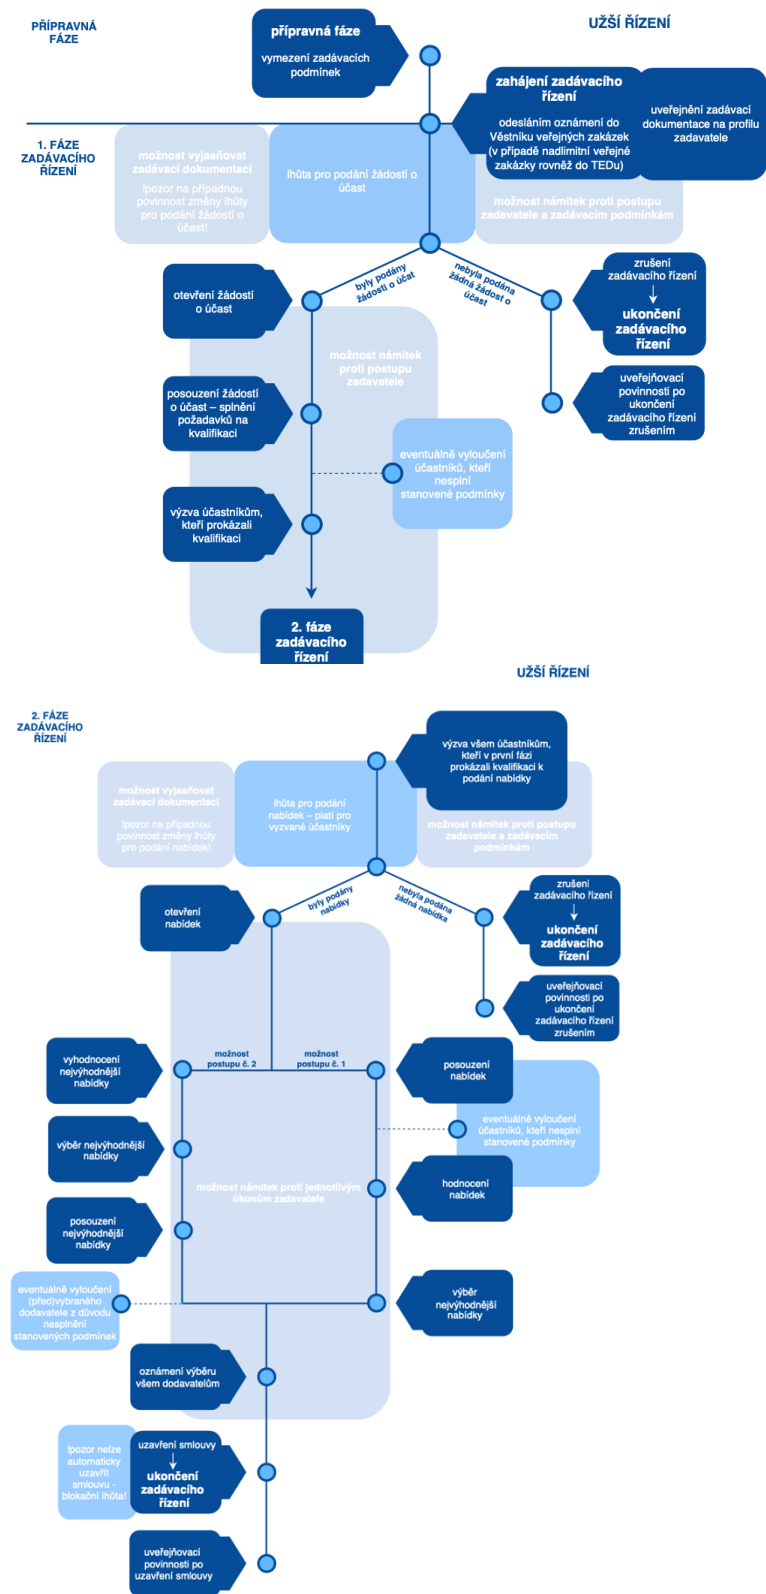 PŘÍPRAVNÁ
FÁZE
UŽŠÍ ŘÍZENÍ
přípravná fáze
vymezení zadávacích
podmínek
zahájení zadávacího
řízení
odesláním oznámení do
Věstníku veřejných zakázek
(v případě nadlimitní veřejné
zakázky rovněž do TEDu)
uveřejnění zadávací
dokumentace na profilu
zadavatele
1. FÁZE
ZADÁVACÍHO
ŘÍZENÍ
možnost vyjasňovat
zadávací dokumentaci
!pozor na případnou
povinnost změny lhůty
pro podání žádostí o
účast!
lhůta pro podání žádostí o
účast
možnost námitek proti postupu
zadavatele a zadávacím podmínkám
byly podány
žádosti o účat
nebyla podána
žádná žádost o
účast
otevření žádostí
o účast
zrušení
zadávacího řízení
↓
ukončení
zadávacího
řízení
možnost námitek
proti postupu
zadavatele
posouzení žádostí
o účast – splnění
požadavků na
kvalifikaci
uveřejňovací
povinnosti po
ukončení
zadávacího řízení
zrušením
eventuálně vyloučení
účastníků, kteří
nesplní
stanovené podmínky
výzva účastníkům,
kteří prokázali
kvalifikaci
2. fáze
zadávacího
řízení
UŽŠÍ ŘÍZENÍ
2. FÁZE
ZADÁVACÍHO
ŘÍZENÍ
výzva všem účastníkům,
kteří v první fázi
prokázali kvalifikaci k
podání nabídky
možnost vyjasňovat
zadávací dokumentaci
!pozor na případnou
povinnost změny lhůty
pro podání nabídek!
lhůta pro podání
nabídek – platí pro
vyzvané účastníky
možnost námitek proti postupu
zadavatele a zadávacím
podmínkám
byly podány
nabídky
nebyla podána
žádná nabídka
otevření
nabídek
zrušení
zadávacího řízení
↓
ukončení
zadávacího
řízení
uveřejňovací
povinnosti po
ukončení
zadávacího řízení
zrušením
možnost
postupu č. 2
možnost
postupu č. 1
vyhodnocení
nejvýhodnější
nabídky
posouzení
nabídek
eventuálně vyloučení
účastníků, kteří nesplní
stanovené podmínky
výběr nejvýhodnější
nabídky
možnost námitek proti jednotlivým
úkonům zadavatele
hodnocení
nabídek
posouzení
nejvýhodnější
nabídky
eventuálně vyloučení
(před)vybraného
dodavatele z důvodu
nesplnění
stanovených podmínek
výběr
nejvýhodnější
nabídky
oznámení výběru
všem dodavatelům
!pozor nelze
automaticky
uzavřít
smlouvu -
blokační lhůta!
uzavření smlouvy
↓
ukončení
zadávacího
řízení
uveřejňovací
povinnosti po
uzavření smlouvy